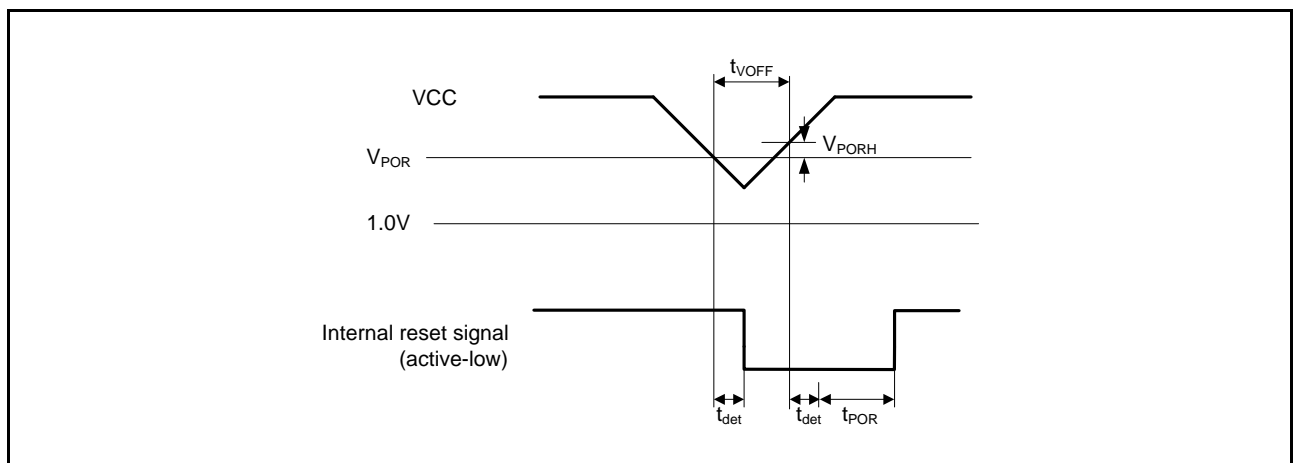 tVOFF
VCC
VPORH
VPOR
1.0V
Internal reset signal
(active-low)
tdet
tdet
tPOR